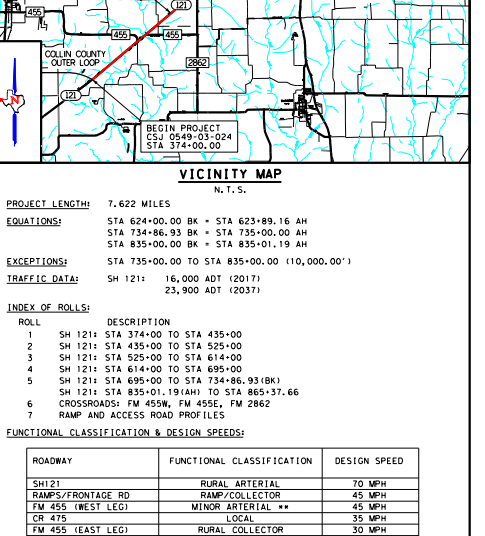 121
455
455
455
COLLIN COUNTY
OUTER LOOP
2862
121
N
BEGIN PROJECT
CSJ 0549-03-024
STA 374+00.00
VICINITY MAP
N.T.S.
PROJECT LENGTH: 7.622 MILES
EQUATIONS: STA 624+00.00 BK = STA 623+89.16 AH
STA 734+86.93 BK = STA 735+00.00 AH
STA 835+00.00 BK = STA 835+01.19 AH
EXCEPTIONS: STA 735+00.00 TO STA 835+00.00 (10,000.00')
TRAFFIC DATA: SH 121: 16,000 ADT (2017)
23,900 ADT (2037)
INDEX OF ROLLS:
ROLL DESCRIPTION
1 SH 121: STA 374+00 TO STA 435+00
2 SH 121: STA 435+00 TO STA 525+00
3 SH 121: STA 525+00 TO STA 614+00
4 SH 121: STA 614+00 TO STA 695+00
5 SH 121: STA 695+00 TO STA 734+86.93(BK)
SH 121: STA 835+01.19(AH) TO STA 865+37.66
6 CROSSROADS: FM 455W, FM 455E, FM 2862
7 RAMP AND ACCESS ROAD PROFILES
FUNCTIONAL CLASSIFICATION & DESIGN SPEEDS:
ROADWAY FUNCTIONAL CLASSIFICATION DESIGN SPEED
SH121 RURAL ARTERIAL 70 MPH
RAMPS/FRONTAGE RD RAMP/COLLECTOR 45 MPH
FM 455 (WEST LEG) MINOR ARTERIAL ** 45 MPH
CR 475 LOCAL 35 MPH
FM 455 (EAST LEG) RURAL COLLECTOR 30 MPH